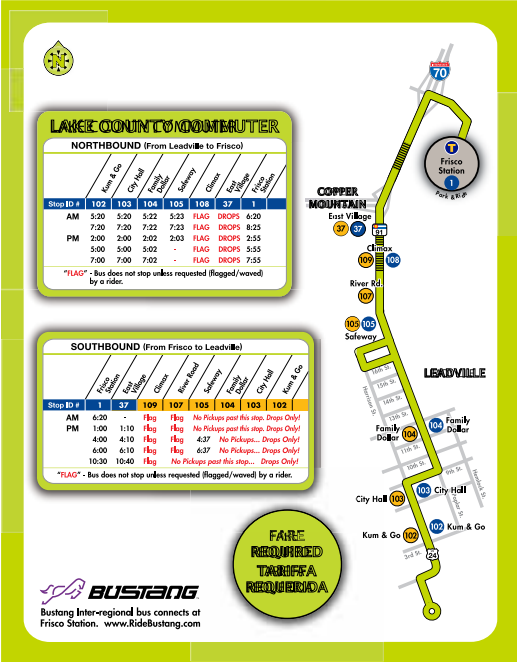 N
LAKE COUNTY COMMUTER
NORTHBOUND (From Leadville to Frisco)
Kum & Go City Hall Family Dollar Safeway Climax East Village Frisco Station
Stop ID # 102 103 104 105 108 37 1
AM 5:20 5:20 5:22 5:23 FLAG DROPS 6:20
7:20 7:20 7:22 7:23 FLAG DROPS 8:25
PM 2:00 2:00 2:02 2:03 FLAG DROPS 2:55
5:00 5:00 5:02 - FLAG DROPS 5:55
7:00 7:00 7:02 - FLAG DROPS 7:55
"FLAG" - Bus does not stop unless requested (flagged/waved)
by a rider.
SOUTHBOUND (From Frisco to Leadville)
Frisco Station East Village Climax River Road Safeway Family Dollar City Hall Kum & Go
Stop ID # 1 37 109 107 105 104 103 102
AM 6:20 - Flag Flag No Pickups past this stop. Drops Only!
PM 1:00 1:10 Flag Flag No Pickups past this stop. Drops Only!
4:00 4:10 Flag Flag 4:37 No Pickups... Drops Only!
6:00 6:10 Flag Flag 6:37 No Pickups... Drops Only!
10:30 10:40 Flag No Pickups past this stop... Drops Only!
"FLAG" - Bus does not stop unless requested (flagged/waved) by a rider.
FARE
REQUIRED
TARIFFA
REQUERIDA
BUSTANG
Bustang Inter-regional bus connects at
Frisco Station. www.RideBustang.com
70
T
Frisco
Station
1
Park & Ride
COPPER
MOUNTAIN
East Village
37 37
91
Climax
109 108
River Rd.
107
105 105
Safeway
LEADVILLE
16th St.
15th St.
14th St.
13th St.
Harrison St.
Family
Dollar
104
104
Family
Dollar
11th St.
10th St.
9th St.
Hemlock St.
Poplar St.
City Hall 103
103 City Hall
Kum & Go 102
102 Kum & Go
3rd St.
24